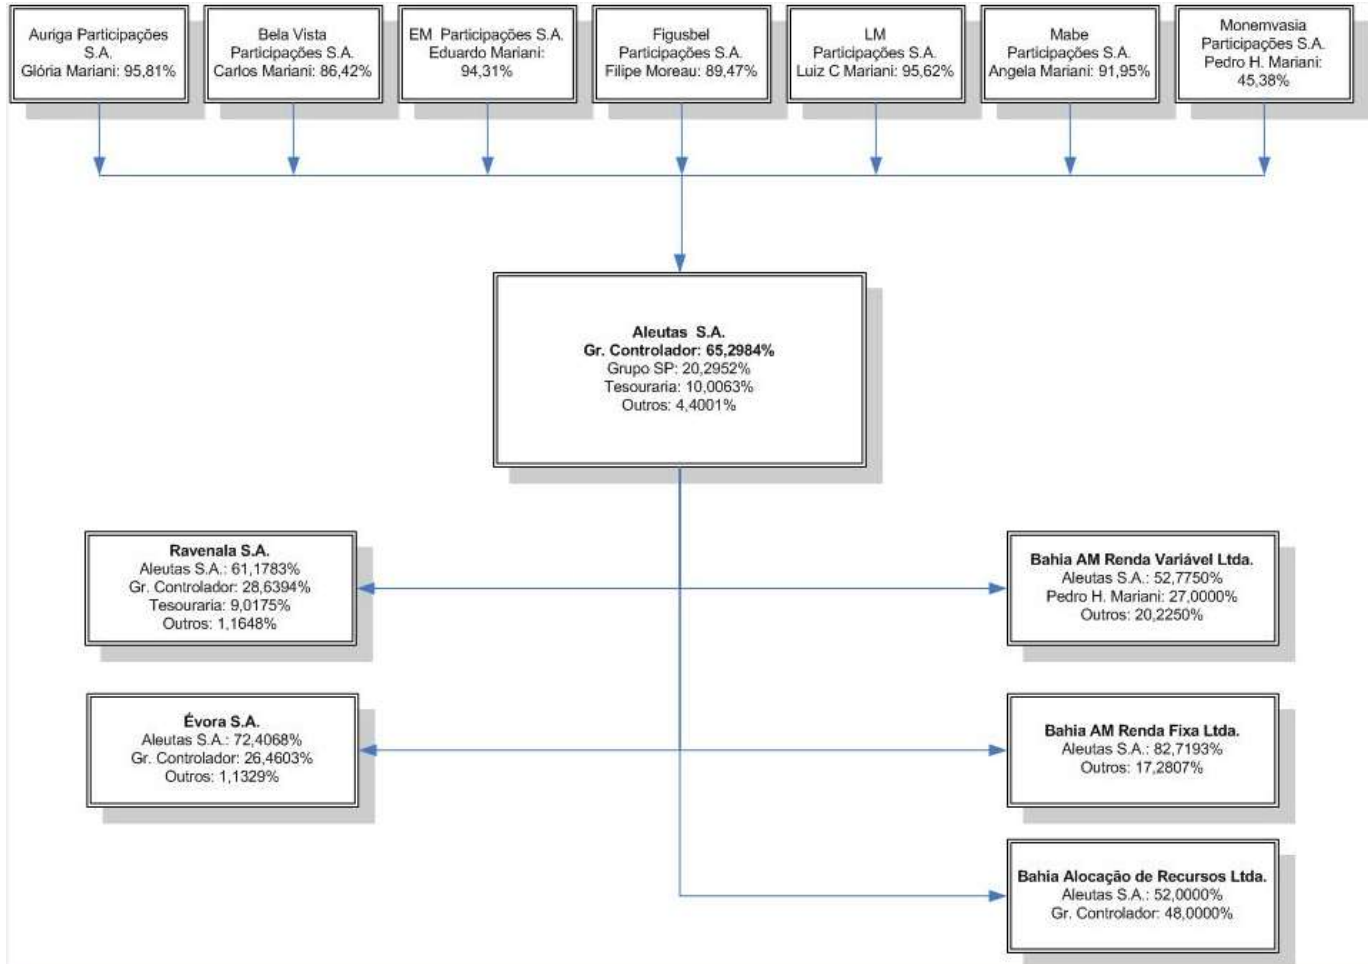 Auriga Participações
S.A.
Glória Mariani: 95,81%
Bela Vista
Participações S.A.
Carlos Mariani: 86,42%
EM Participações S.A.
Eduardo Mariani:
94,31%
Figusbel
Participações S.A.
Filipe Moreau: 89,47%
LM
Participações S.A.
Luiz C Mariani: 95,62%
Mabe
Participações S.A.
Angela Mariani: 91,95%
Monemvasia
Participações S.A.
Pedro H. Mariani:
45,38%
Aleutas S.A.
Gr. Controlador: 65,2984%
Grupo SP: 20,2952%
Tesouraria: 10,0063%
Outros: 4,4001%
Ravenala S.A.
Aleutas S.A.: 61,1783%
Gr. Controlador: 28,6394%
Tesouraria: 9,0175%
Outros: 1,1648%
Bahia AM Renda Variável Ltda.
Aleutas S.A.: 52,7750%
Pedro H. Mariani: 27,0000%
Outros: 20,2250%
Évora S.A.
Aleutas S.A.: 72,4068%
Gr. Controlador: 26,4603%
Outros: 1,1329%
Bahia AM Renda Fixa Ltda.
Aleutas S.A.: 82,7193%
Outros: 17,2807%
Bahia Alocação de Recursos Ltda.
Aleutas S.A.: 52,0000%
Gr. Controlador: 48,0000%